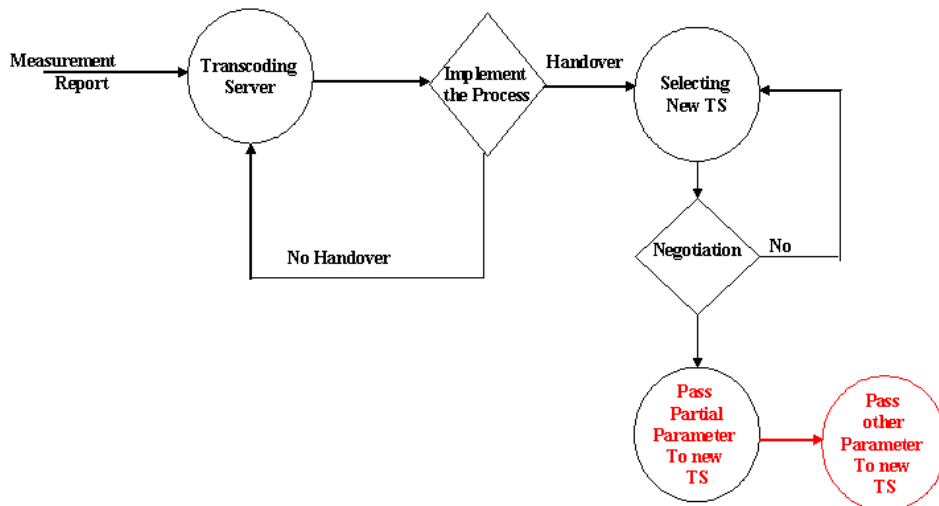 Measurement
Report
Transcoding
Server
Implement
the Process
Handover
Selecting
New TS
No Handover
Negotiation
No
Pass
Partial
Parameter
To new
TS
Pass
other
Parameter
To new
TS